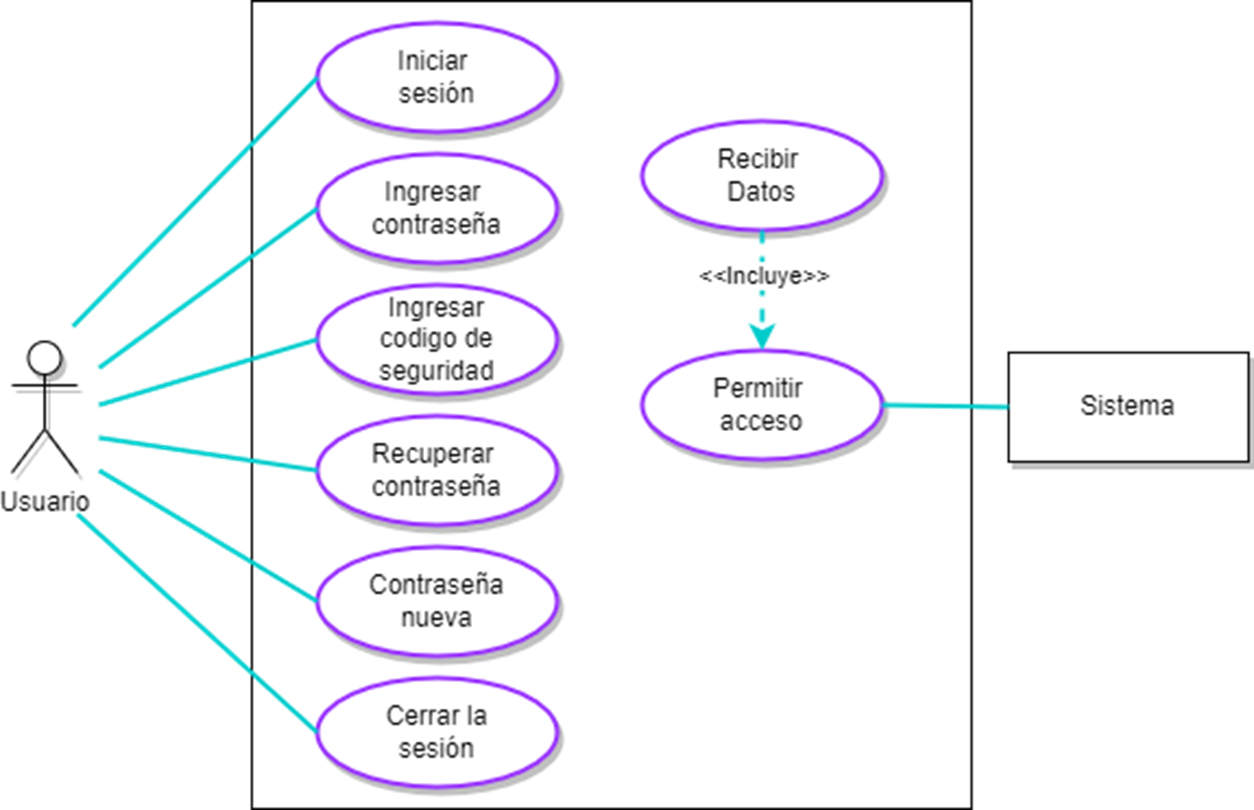 Iniciar
sesión
Ingresar
contraseña
Ingresar
codigo de
seguridad
Recuperar
contraseña
Contraseña
nueva
Cerrar la
sesión
Usuario
Recibir
Datos
<<Incluye>>
Permitir
acceso
Sistema